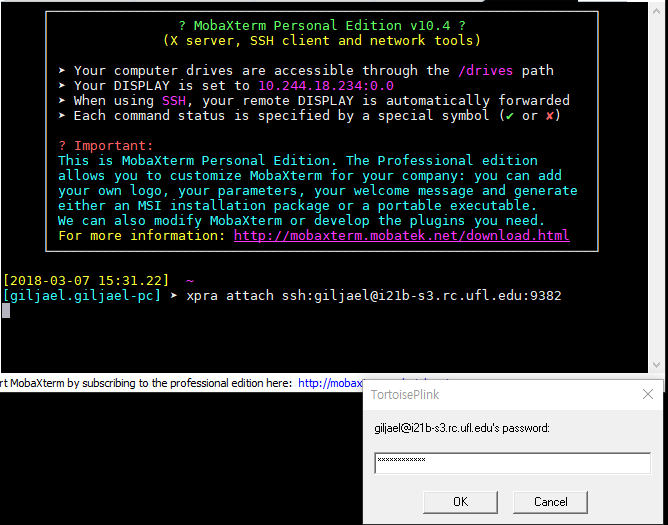 ? MobaXterm Personal Edition v10.4 ?
(X server, SSH client and network tools)
➤ Your computer drives are accessible through the /drives path
➤ Your DISPLAY is set to 10.244.18.234:0.0
➤ When using SSH, your remote DISPLAY is automatically forwarded
➤ Each command status is specified by a special symbol (✔ or ✘)
? Important:
This is MobaXterm Personal Edition. The Professional edition
allows you to customize MobaXterm for your company: you can add
your own logo, your parameters, your welcome message and generate
either an MSI installation package or a portable executable.
We can also modify MobaXterm or develop the plugins you need.
For more information: http://mobaxterm.mobatek.net/download.html
[2018-03-07 15:31.22] ~
[giljael.giljael-pc] ➤ xpra attach ssh:giljael@i21b-s3.rc.ufl.edu:9382
rt MobaXterm by subscribing to the professional edition here: http://mobax
TortoisePlink
giljael@i21b-s3.rc.ufl.edu's password:
××××××××××××
OK
Cancel